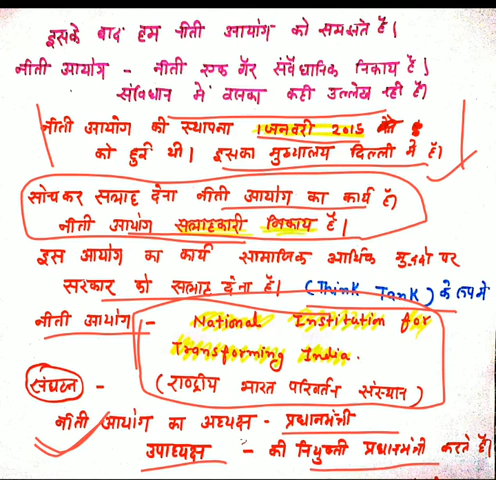 इसके बाद हम नीती आयोग को समझते है।
नीती आयोग - नीती एक गैर संवैधानिक निकाय है।
संविधान में इसका कही उल्लेख नही है।
नीती आयोग की स्थापना 1 जनवरी 2015
को हुई थी। इसका मुख्यालय दिल्ली में है।
सोचकर सलाह देना नीती आयोग का कार्य है।
नीती आयोग सलाहकारी निकाय है।
इस आयोग का कार्य सामाजिक आर्थिक मुद्दो पर
सरकार को सलाह देना है। (Think Tank) के रूप में
नीती आयोग - National Institution for
Transforming India.
(राष्ट्रीय भारत परिवर्तन संस्थान)
संगठन -
नीती आयोग का अध्यक्ष - प्रधानमंत्री
उपाध्यक्ष - की नियुक्ती प्रधानमंत्री करते है।